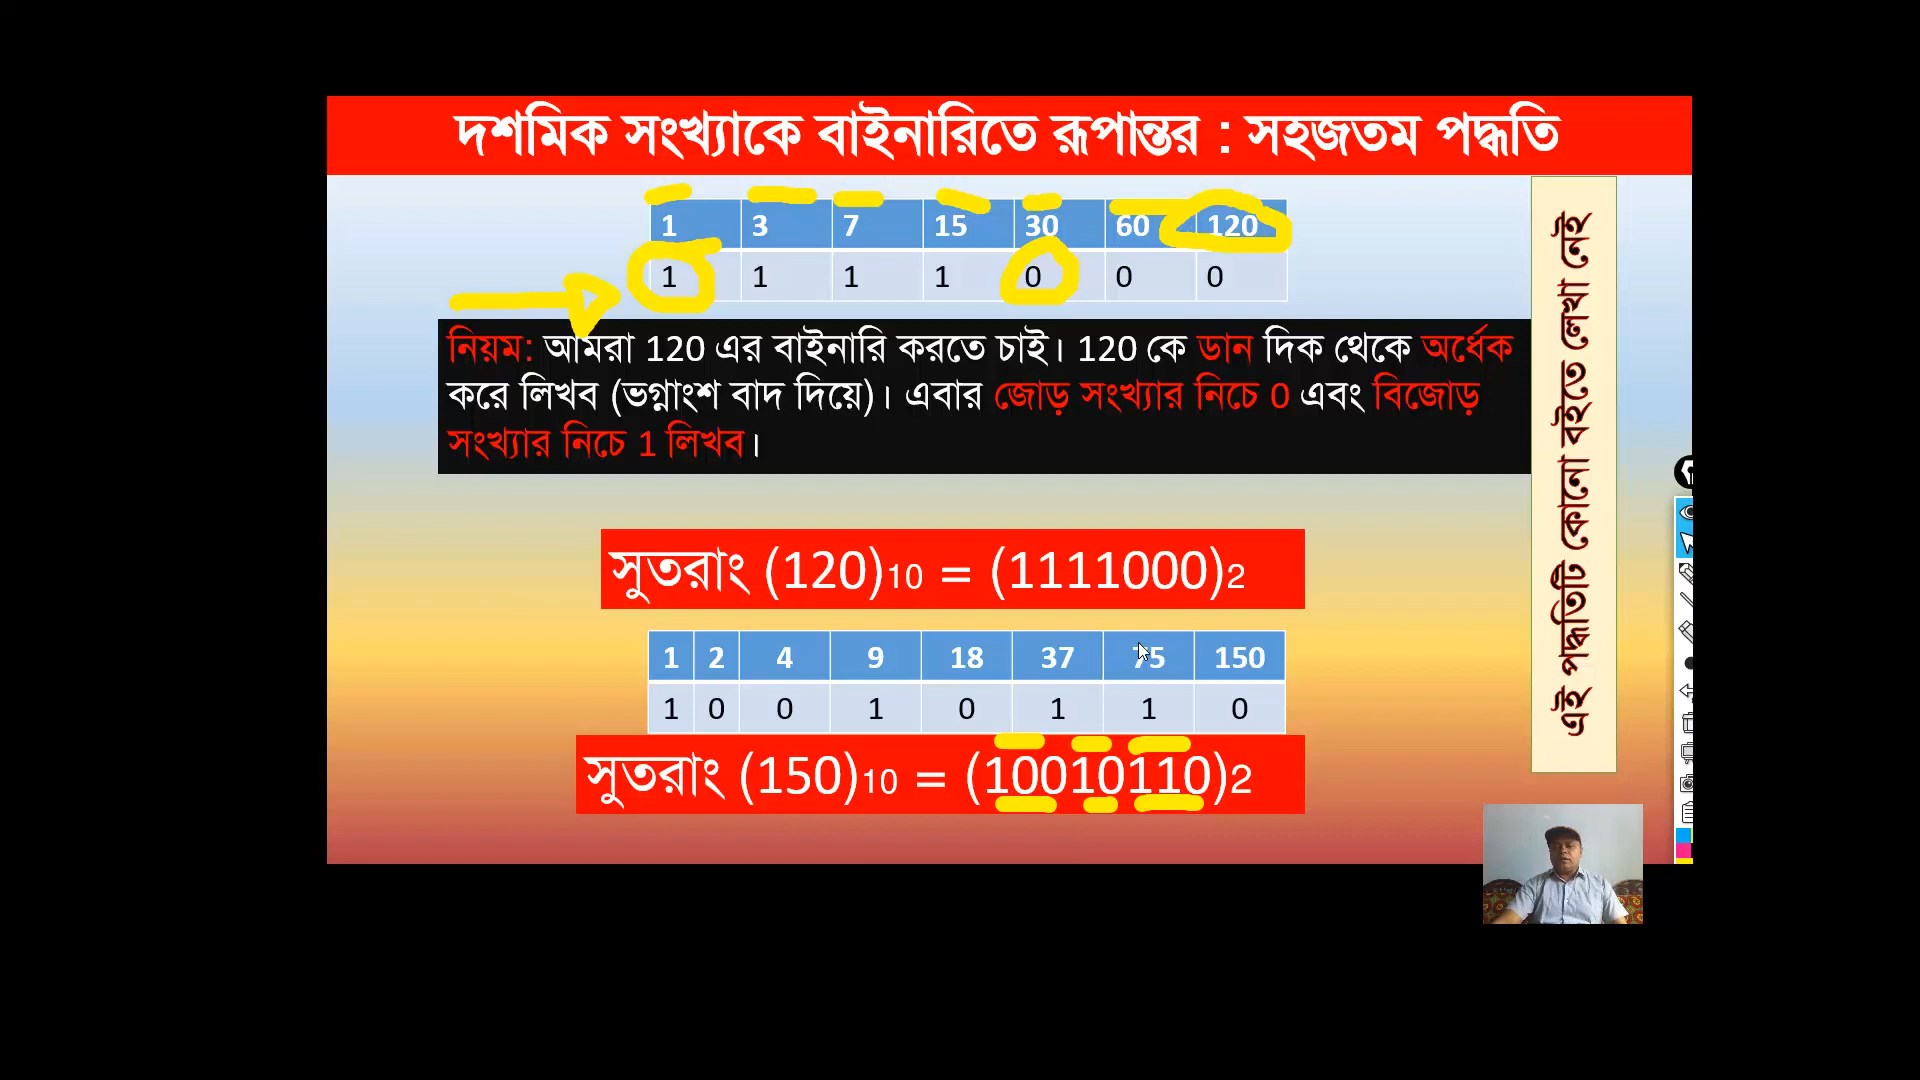 দশমিক সংখ্যাকে বাইনারিতে রূপান্তর : সহজতম পদ্ধতি
1 3 7 15 30 60 120
1 1 1 1 0 0 0
নিয়ম: আমরা 120 এর বাইনারি করতে চাই। 120 কে ডান দিক থেকে অর্ধেক
করে লিখব (ভগ্নাংশ বাদ দিয়ে)। এবার জোড় সংখ্যার নিচে 0 এবং বিজোড়
সংখ্যার নিচে 1 লিখব।
সুতরাং (120)10 = (1111000)2
1 2 4 9 18 37 75 150
1 0 0 1 0 1 1 0
সুতরাং (150)10 = (10010110)2
এই পদ্ধতিটি কোনো বইতে লেখা নেই